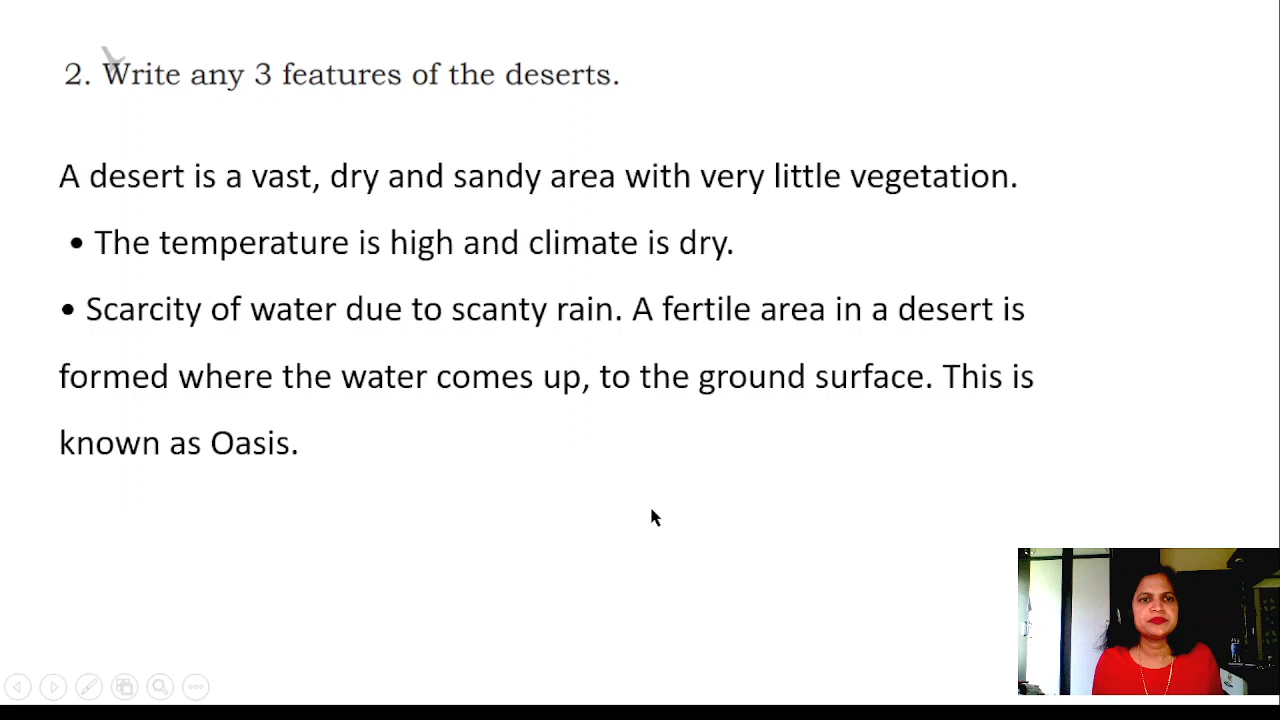 2. Write any 3 features of the deserts.
A desert is a vast, dry and sandy area with very little vegetation.
• The temperature is high and climate is dry.
• Scarcity of water due to scanty rain. A fertile area in a desert is
formed where the water comes up, to the ground surface. This is
known as Oasis.